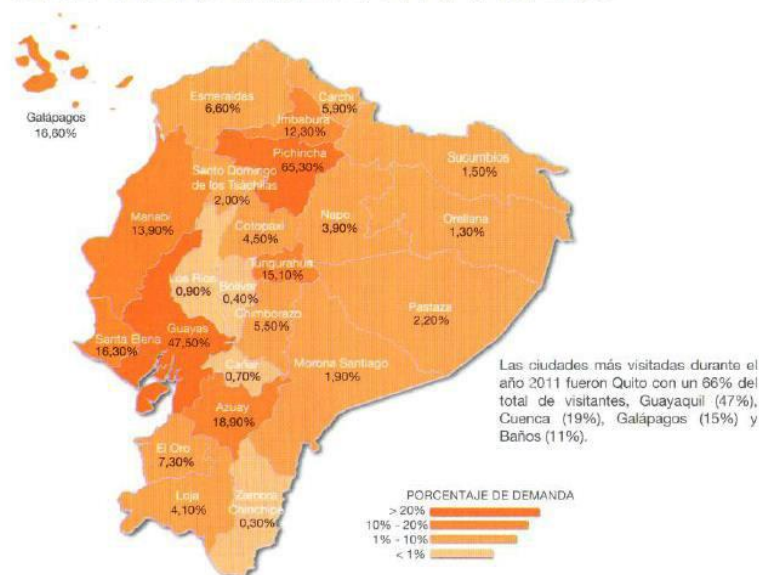 Galápagos
16,60%
Esmeraldas
6,60%
Carchi
5,90%
Imbabura
12,30%
Pichincha
65,30%
Sucumbíos
1,50%
Santo Domingo
de los Tsáchilas
2,00%
Manabí
13,90%
Cotopaxi
4,50%
Napo
3,90%
Orellana
1,30%
Tungurahua
15,10%
Los Ríos
0,90%
Bolívar
0,40%
Pastaza
2,20%
Chimborazo
5,50%
Santa Elena
16,30%
Guayas
47,50%
Cañar
0,70%
Morona Santiago
1,90%
Las ciudades más visitadas durante el
año 2011 fueron Quito con un 66% del
total de visitantes, Guayaquil (47%),
Cuenca (19%), Galápagos (15%) y
Baños (11%).
Azuay
18,90%
El Oro
7,30%
Loja
4,10%
Zamora
Chinchipe
0,30%
PORCENTAJE DE DEMANDA
> 20%
10% - 20%
1% - 10%
< 1%